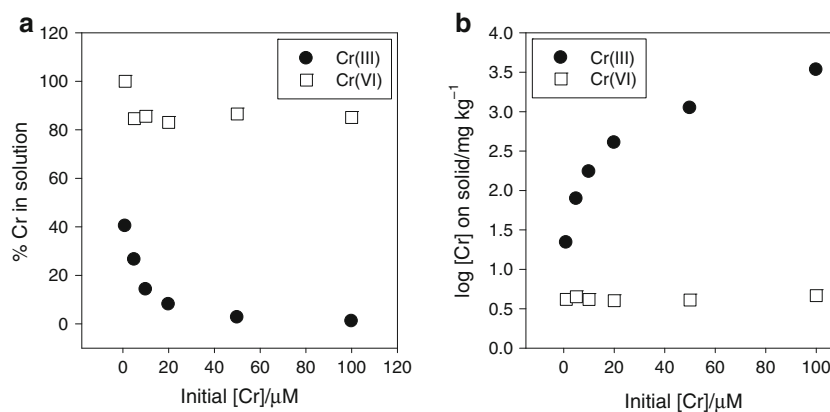 a
120
100
80
60
40
20
0
% Cr in solution
Cr(III)
Cr(VI)
0 20 40 60 80 100 120
Initial [Cr]/µM
b
4.0
3.5
3.0
2.5
2.0
1.5
1.0
0.5
0.0
log [Cr] on solid/mg kg⁻¹
Cr(III)
Cr(VI)
0 20 40 60 80 100
Initial [Cr]/µM